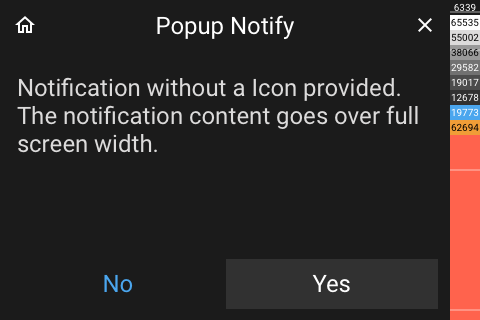 Popup Notify
Notification without a Icon provided.
The notification content goes over full
screen width.
No
Yes
6339
65535
55002
38066
29582
19017
12678
19773
62694